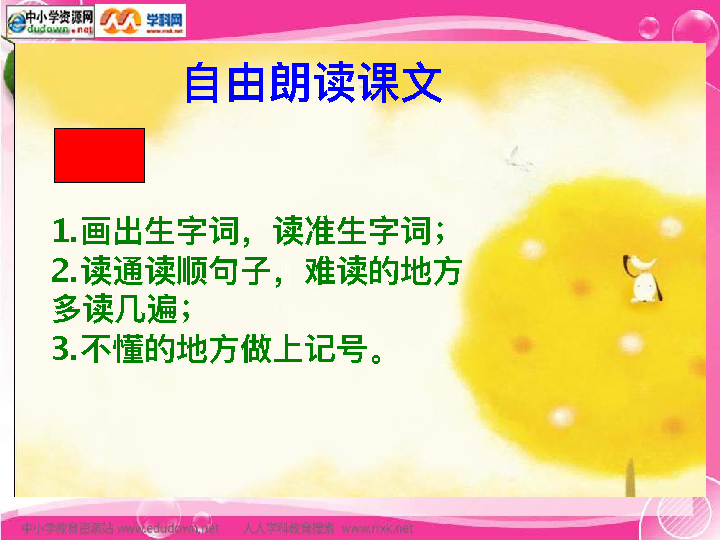 中小学资源网 学科网
dudown.net www.nrxk.net
自由朗读课文
1.画出生字词，读准生字词；
2.读通读顺句子，难读的地方
多读几遍；
3.不懂的地方做上记号。
中小学教育资源站 www.edudown.net 人人学科教育搜索 www.rrxk.net